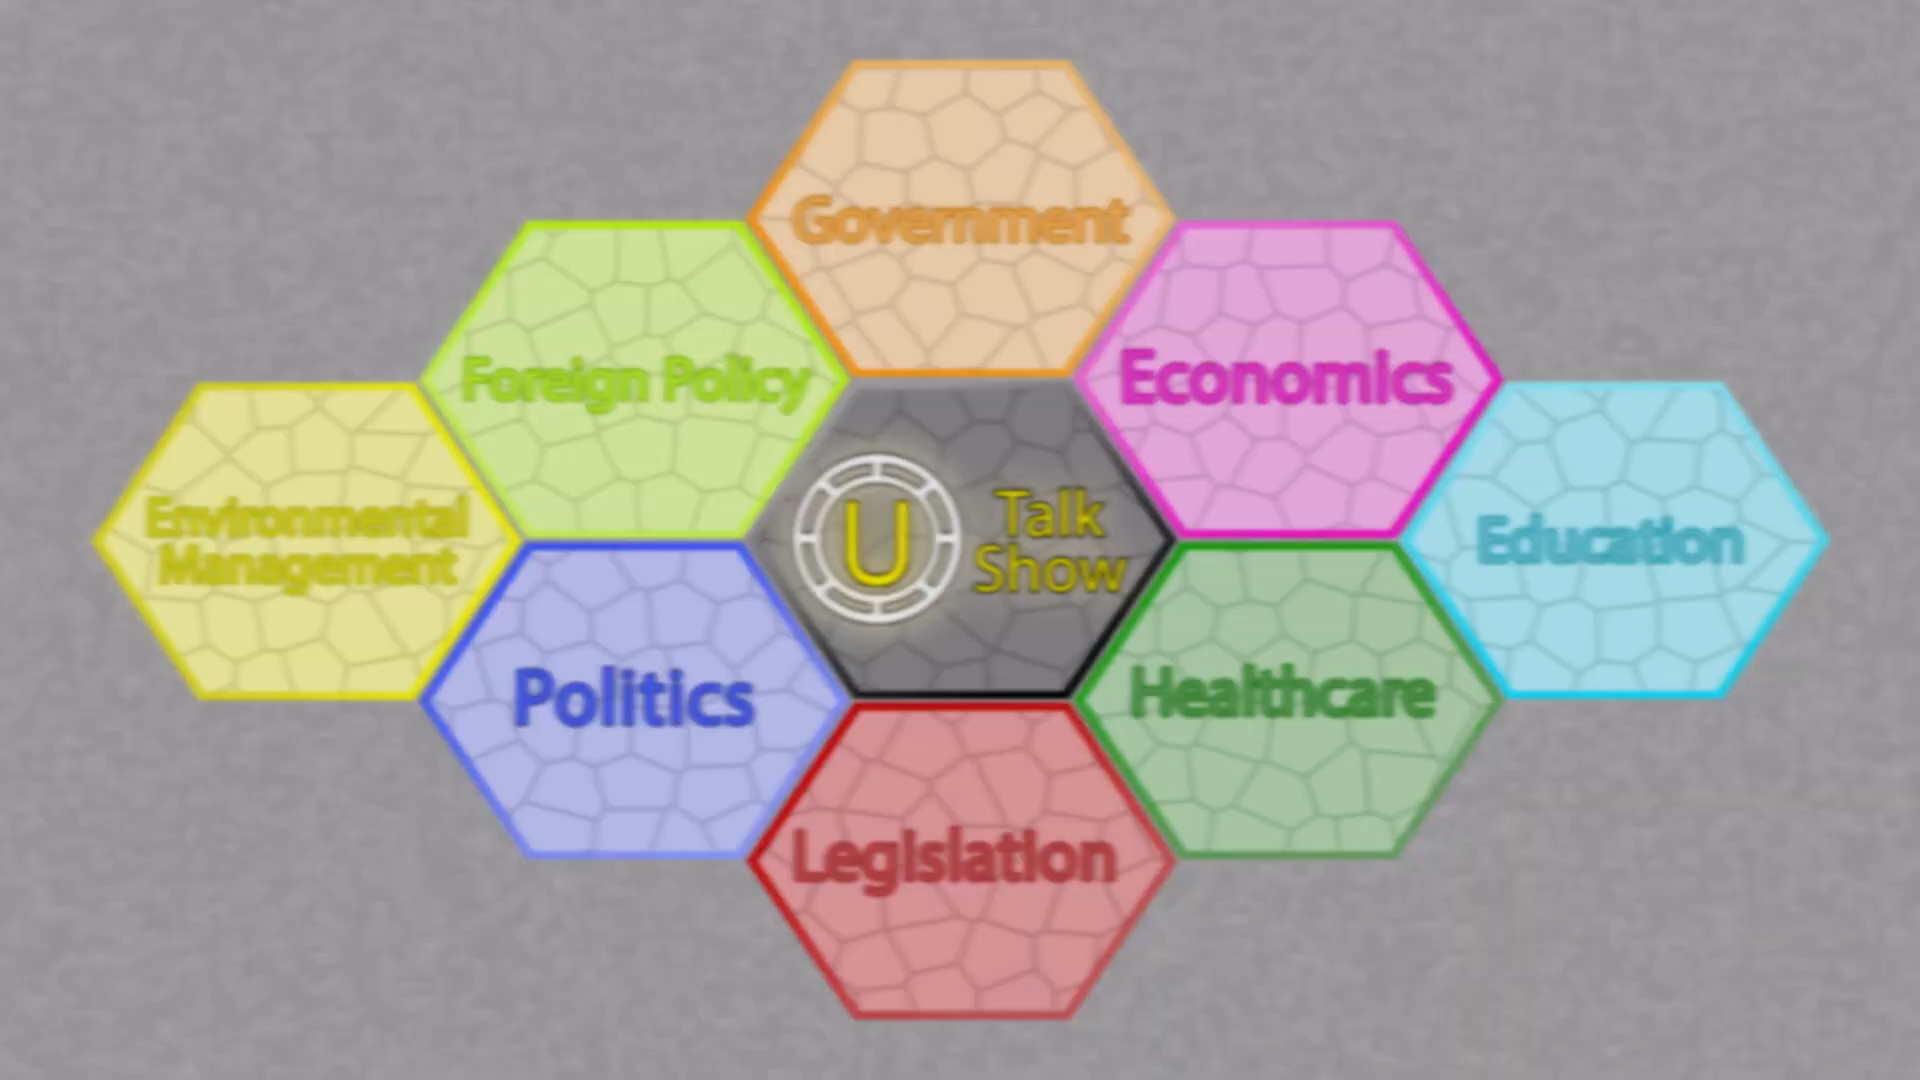 Government
Foreign Policy
Economics
Environmental
Management
U
Talk
Show
Education
Politics
Healthcare
Legislation